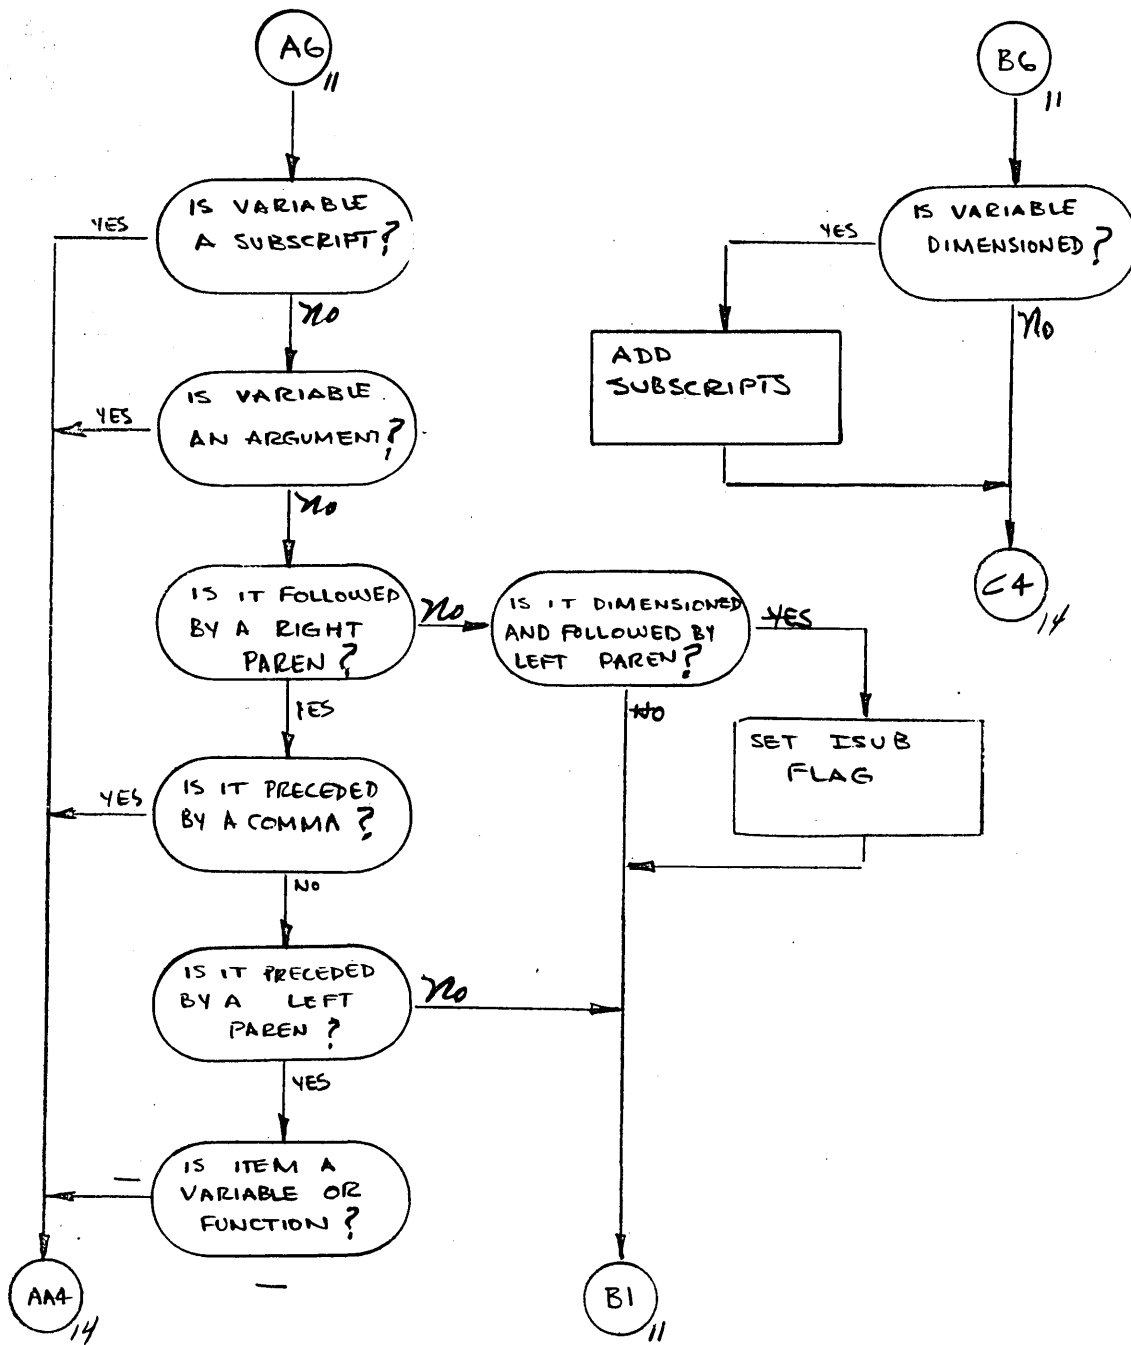 A6
11
IS VARIABLE
A SUBSCRIPT?
YES
NO
IS VARIABLE
AN ARGUMENT?
YES
NO
IS IT FOLLOWED
BY A RIGHT
PAREN?
NO
YES
IS IT DIMENSIONED
AND FOLLOWED BY
LEFT PAREN?
YES
NO
SET ISUB
FLAG
IS IT PRECEDED
BY A COMMA?
YES
NO
IS IT PRECEDED
BY A LEFT
PAREN?
NO
YES
IS ITEM A
VARIABLE OR
FUNCTION?
AA4
14
B1
11
B6
11
IS VARIABLE
DIMENSIONED?
YES
NO
ADD
SUBSCRIPTS
C4
14